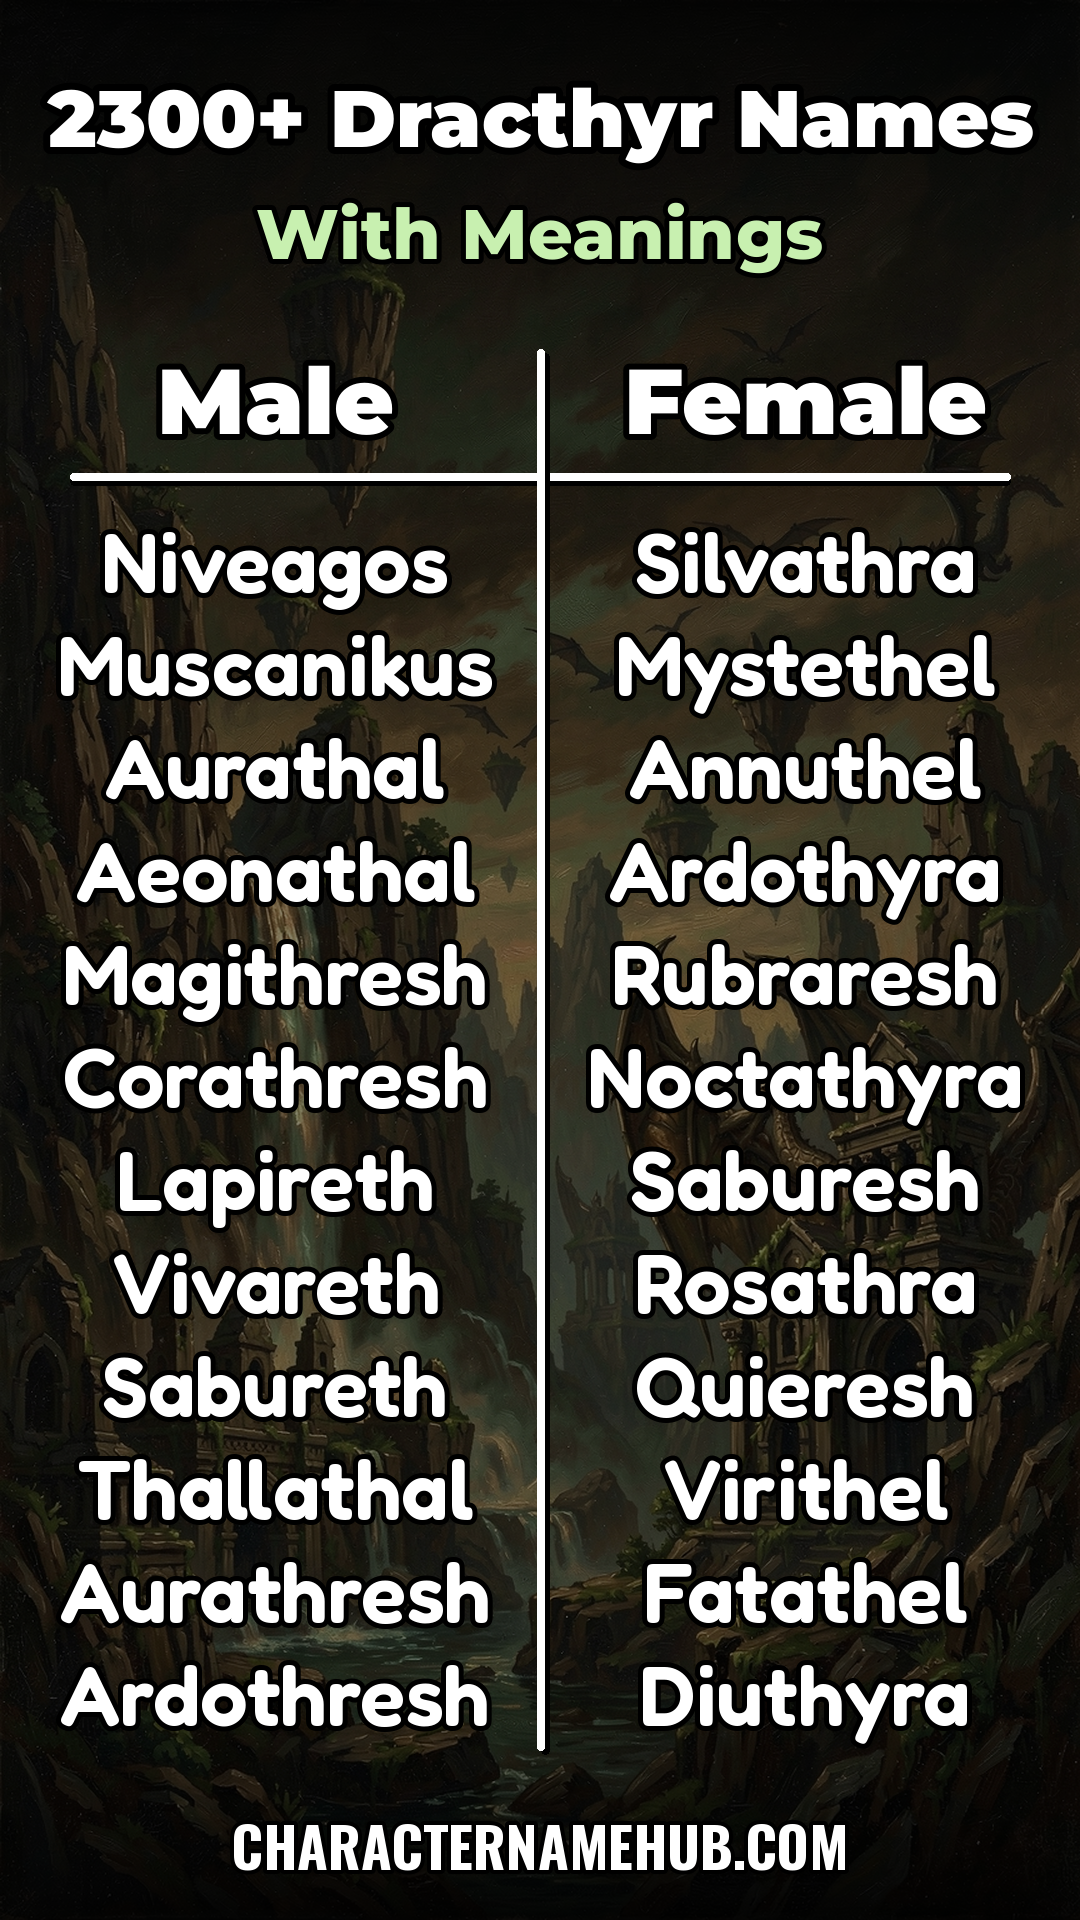 2300+ Dracthyr Names
With Meanings
Male
Niveagos
Muscanikus
Aurathal
Aeonathal
Magithresh
Corathresh
Lapireth
Vivareth
Sabureth
Thallathal
Aurathresh
Ardothresh
Female
Silvathra
Mystethel
Annuthel
Ardothyra
Rubraresh
Noctathyra
Saburesh
Rosathra
Quieresh
Virithel
Fatathel
Diuthyra
CHARACTERNAMEHUB.COM